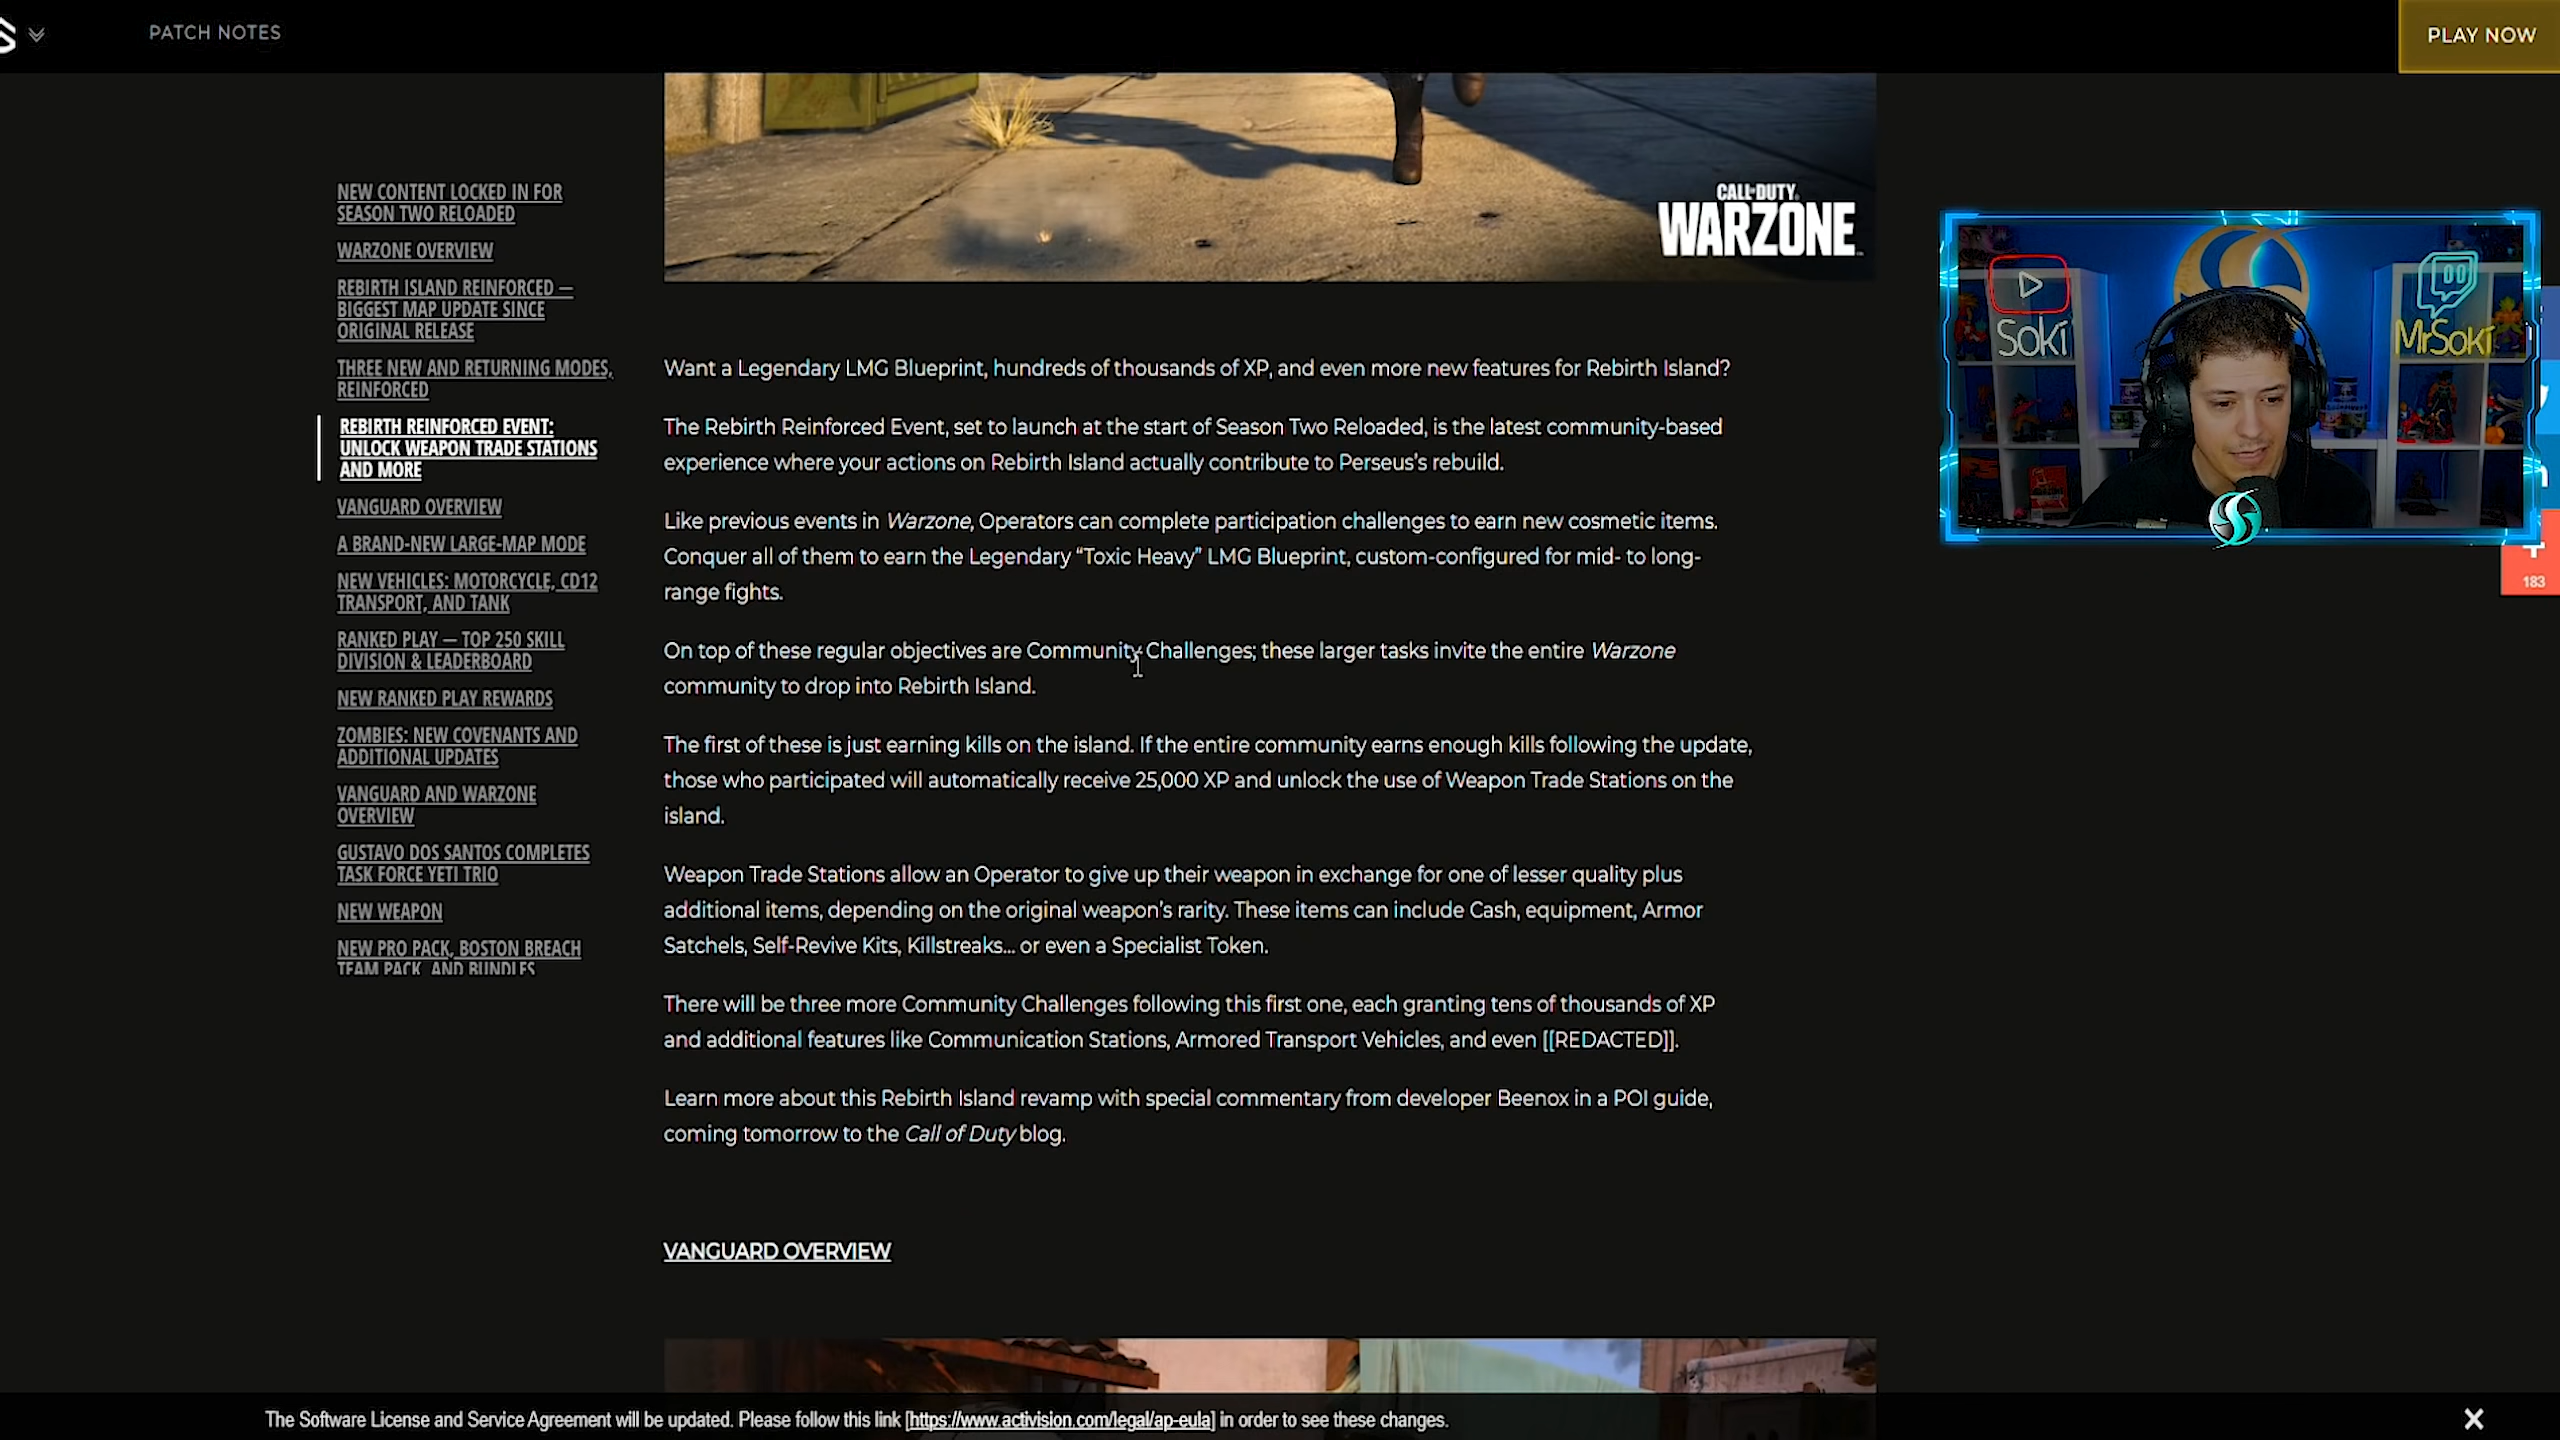 PATCH NOTES
PLAY NOW
CALL OF DUTY
WARZONE
NEW CONTENT LOCKED IN FOR
SEASON TWO RELOADED
WARZONE OVERVIEW
REBIRTH ISLAND REINFORCED —
BIGGEST MAP UPDATE SINCE
ORIGINAL RELEASE
THREE NEW AND RETURNING MODES,
REINFORCED
REBIRTH REINFORCED EVENT:
UNLOCK WEAPON TRADE STATIONS
AND MORE
VANGUARD OVERVIEW
A BRAND-NEW LARGE-MAP MODE
NEW VEHICLES: MOTORCYCLE, CD12
TRANSPORT, AND TANK
RANKED PLAY — TOP 250 SKILL
DIVISION & LEADERBOARD
NEW RANKED PLAY REWARDS
ZOMBIES: NEW COVENANTS AND
ADDITIONAL UPDATES
VANGUARD AND WARZONE
OVERVIEW
GUSTAVO DOS SANTOS COMPLETES
TASK FORCE YETI TRIO
NEW WEAPON
NEW PRO PACK, BOSTON BREACH
TEAM PACK, AND BUNDLES
Want a Legendary LMG Blueprint, hundreds of thousands of XP, and even more new features for Rebirth Island?
The Rebirth Reinforced Event, set to launch at the start of Season Two Reloaded, is the latest community-based
experience where your actions on Rebirth Island actually contribute to Perseus’s rebuild.
Like previous events in Warzone, Operators can complete participation challenges to earn new cosmetic items.
Conquer all of them to earn the Legendary “Toxic Heavy” LMG Blueprint, custom-configured for mid- to long-
range fights.
On top of these regular objectives are Community Challenges; these larger tasks invite the entire Warzone
community to drop into Rebirth Island.
The first of these is just earning kills on the island. If the entire community earns enough kills following the update,
those who participated will automatically receive 25,000 XP and unlock the use of Weapon Trade Stations on the
island.
Weapon Trade Stations allow an Operator to give up their weapon in exchange for one of lesser quality plus
additional items, depending on the original weapon’s rarity. These items can include Cash, equipment, Armor
Satchels, Self-Revive Kits, Killstreaks... or even a Specialist Token.
There will be three more Community Challenges following this first one, each granting tens of thousands of XP
and additional features like Communication Stations, Armored Transport Vehicles, and even [[REDACTED]].
Learn more about this Rebirth Island revamp with special commentary from developer Beenox in a POI guide,
coming tomorrow to the Call of Duty blog.
VANGUARD OVERVIEW
Soki
MrSoki
183
The Software License and Service Agreement will be updated. Please follow this link [https://www.activision.com/legal/ap-eula] in order to see these changes.